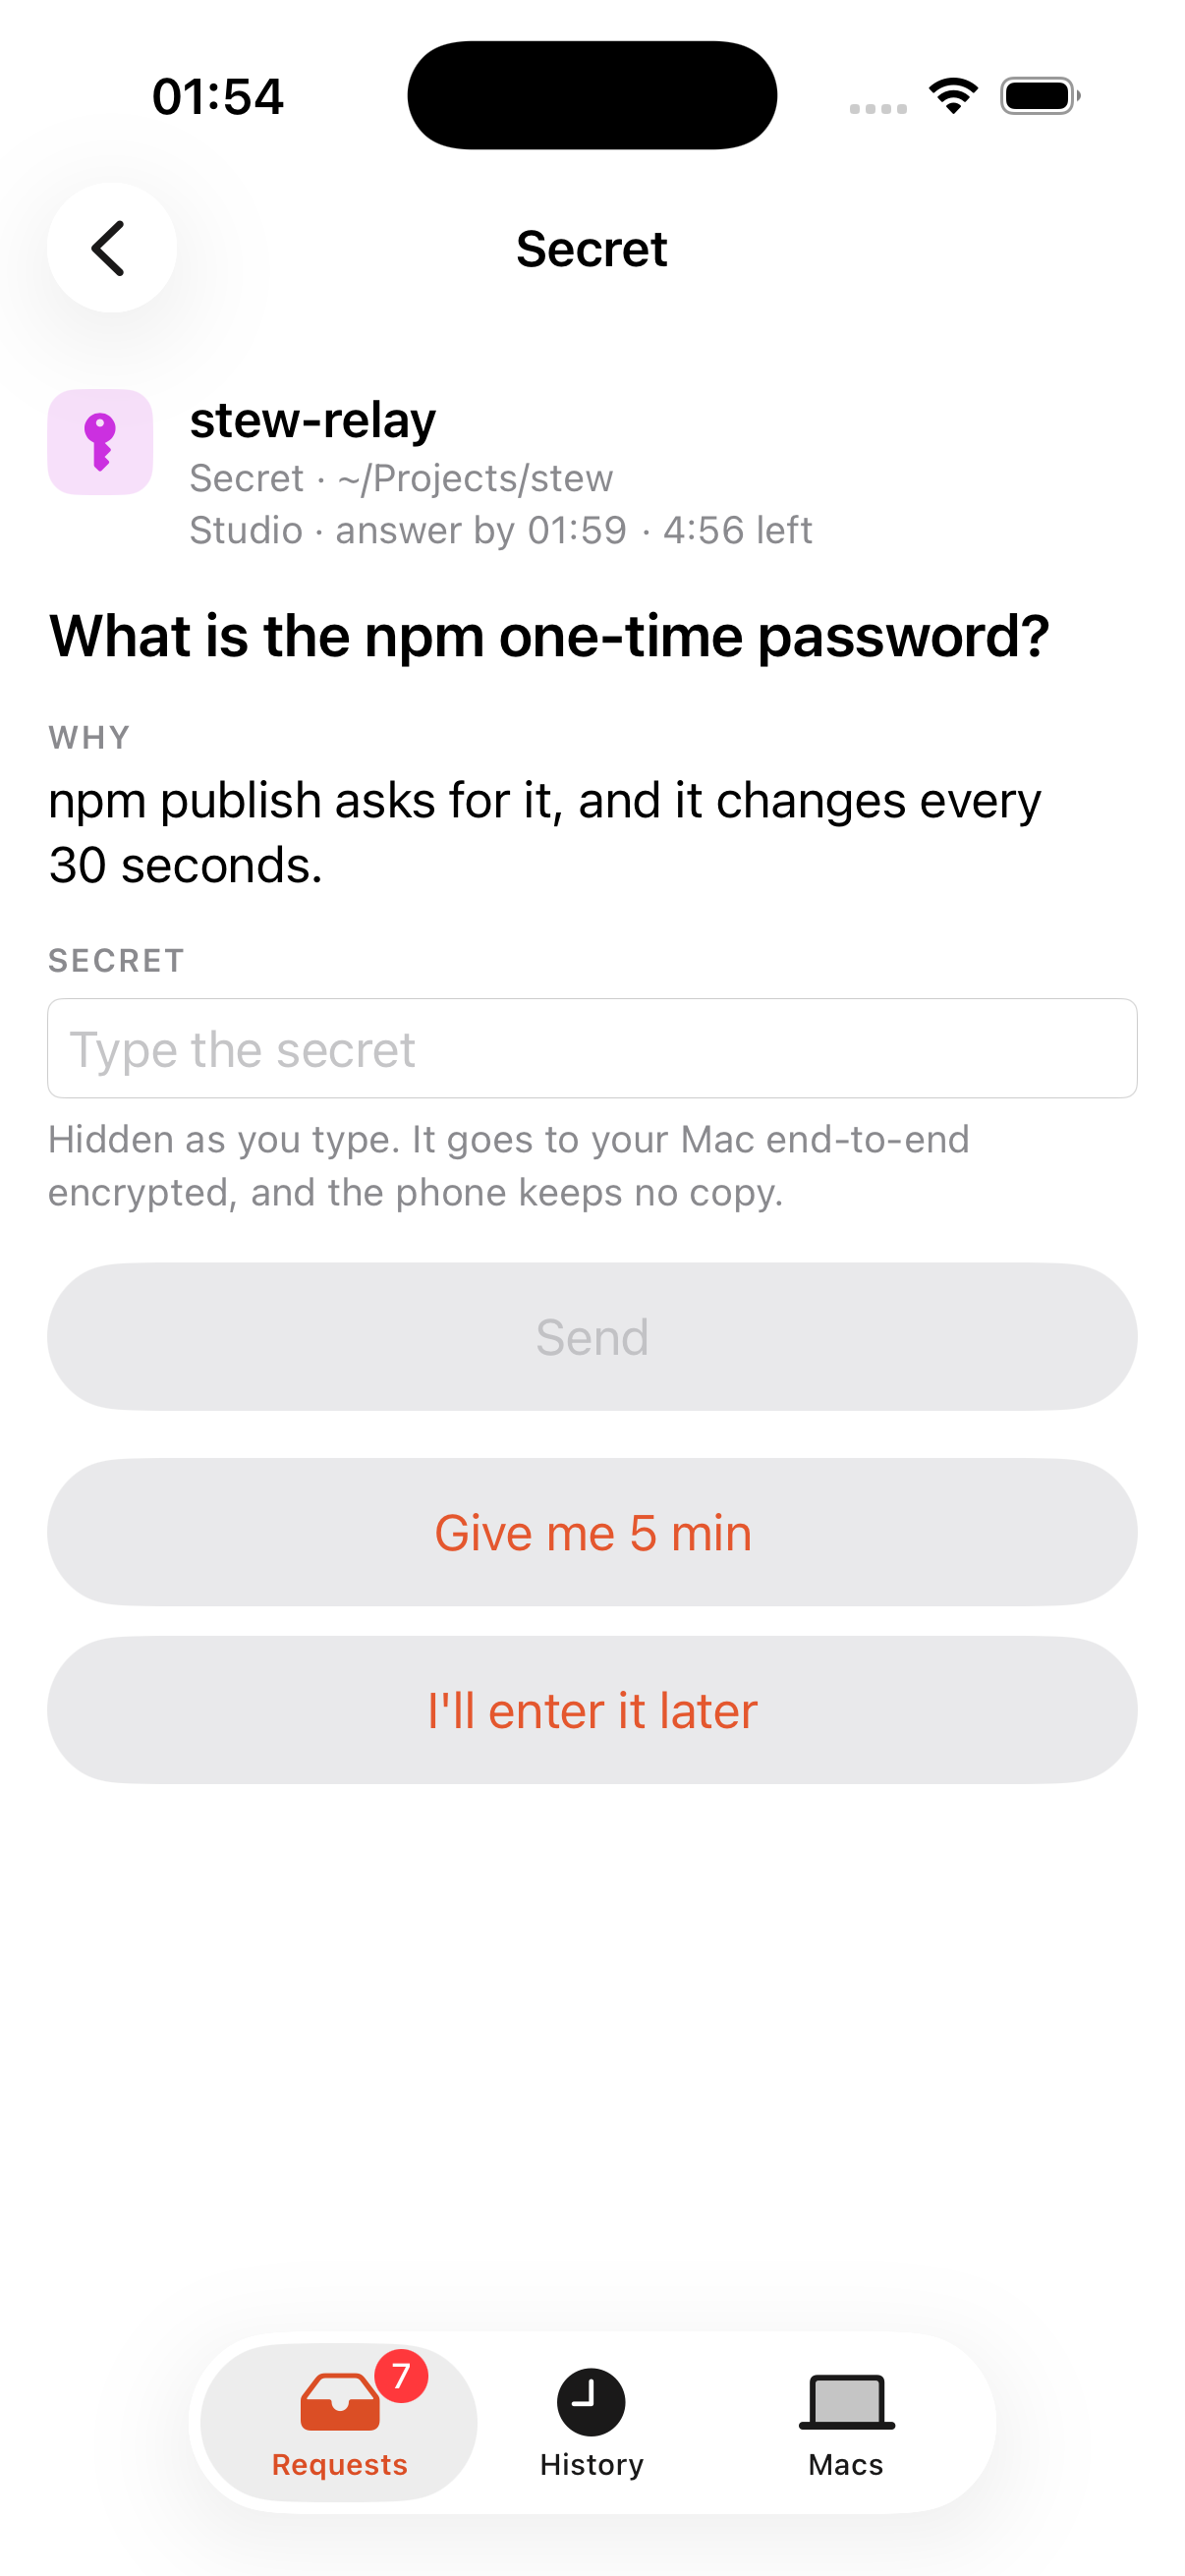 01:54
Secret
stew-relay
Secret · ~/Projects/stew
Studio · answer by 01:59 · 4:56 left
What is the npm one-time password?
WHY
npm publish asks for it, and it changes every
30 seconds.
SECRET
Type the secret
Hidden as you type. It goes to your Mac end-to-end
encrypted, and the phone keeps no copy.
Send
Give me 5 min
I'll enter it later
7
Requests
History
Macs